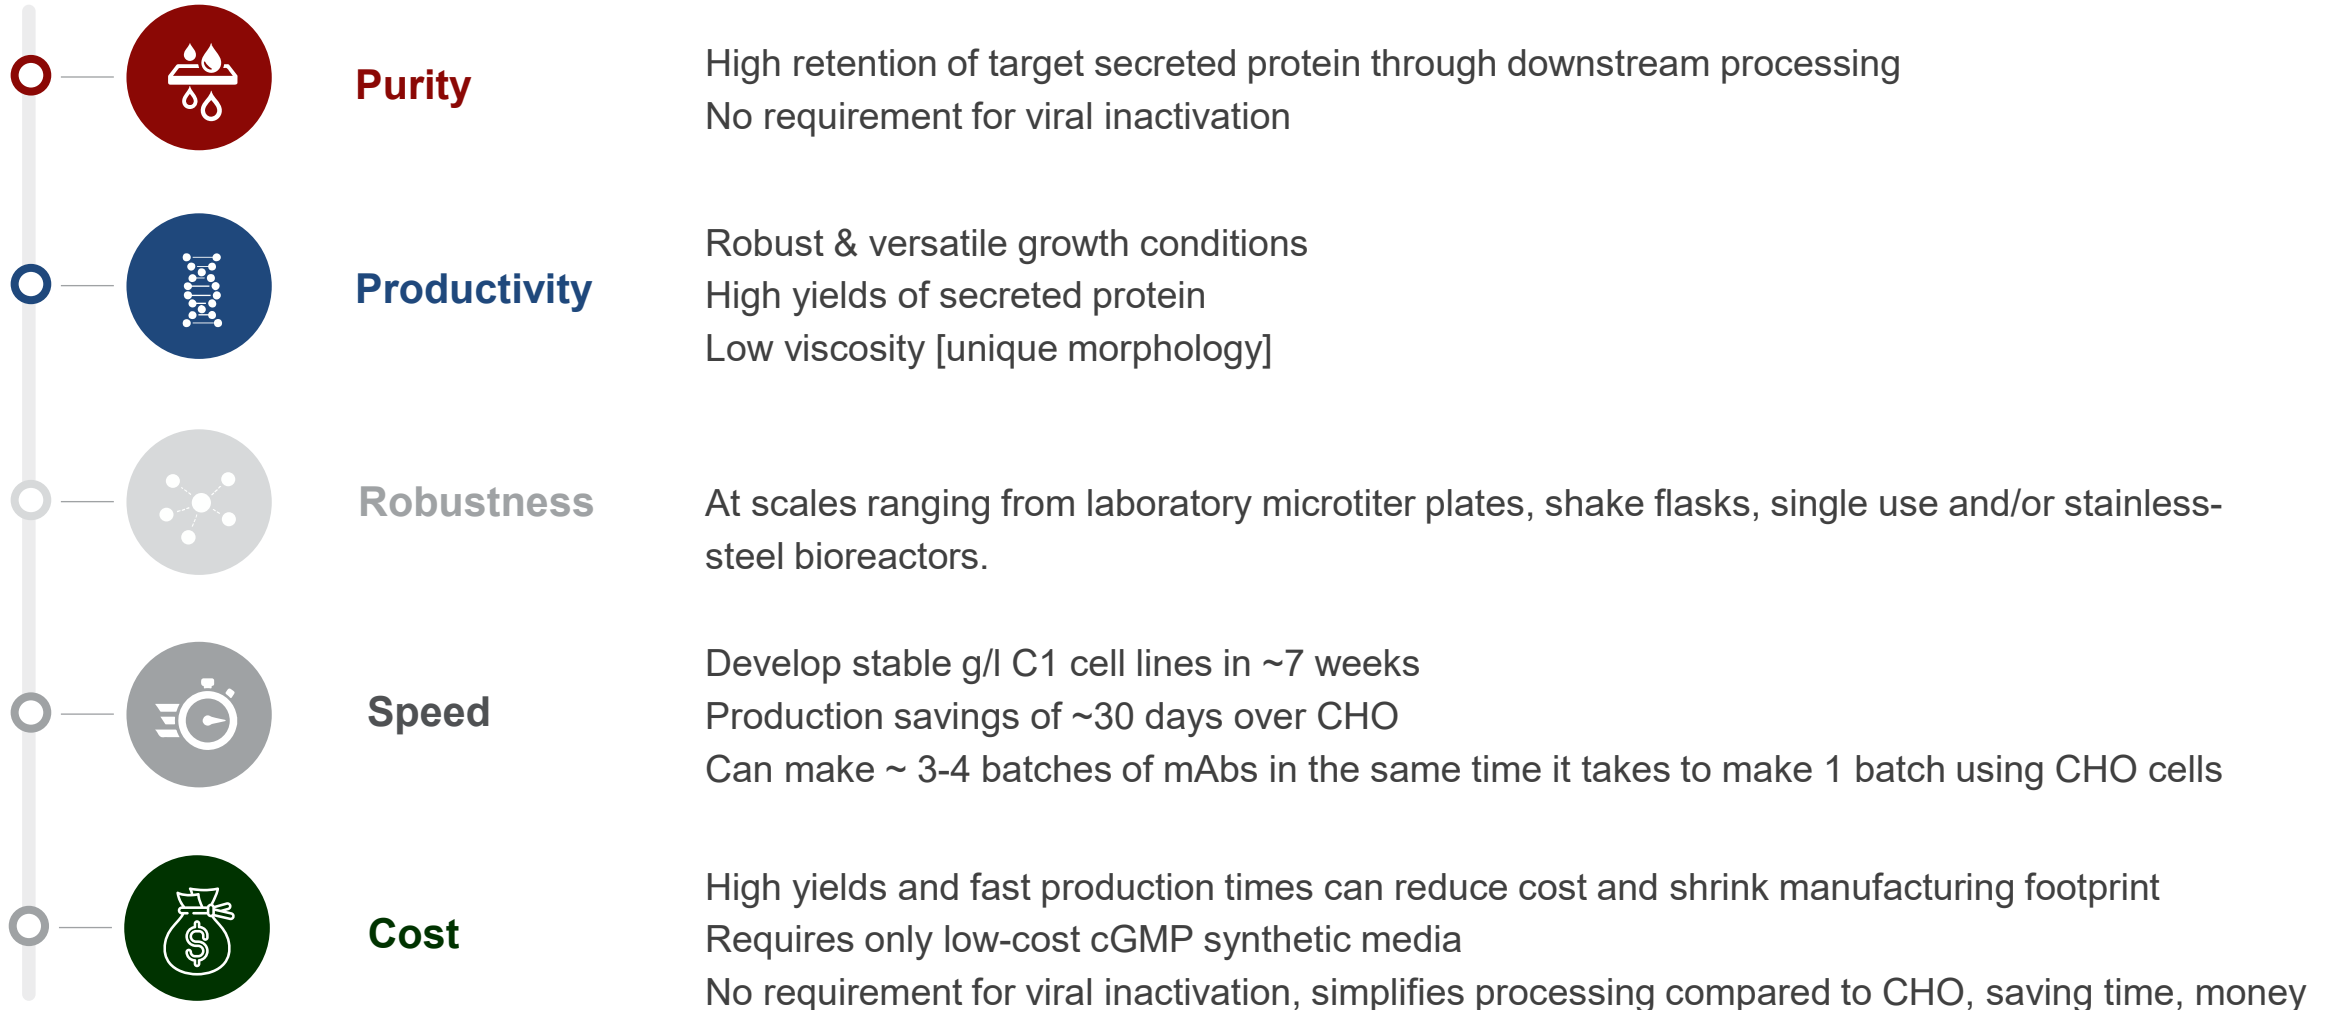 Purity
High retention of target secreted protein through downstream processing
No requirement for viral inactivation
Productivity
Robust & versatile growth conditions
High yields of secreted protein
Low viscosity [unique morphology]
Robustness
At scales ranging from laboratory microtiter plates, shake flasks, single use and/or stainless-
steel bioreactors.
Speed
Develop stable g/l C1 cell lines in ~7 weeks
Production savings of ~30 days over CHO
Can make ~ 3-4 batches of mAbs in the same time it takes to make 1 batch using CHO cells
Cost
High yields and fast production times can reduce cost and shrink manufacturing footprint
Requires only low-cost cGMP synthetic media
No requirement for viral inactivation, simplifies processing compared to CHO, saving time, money
$